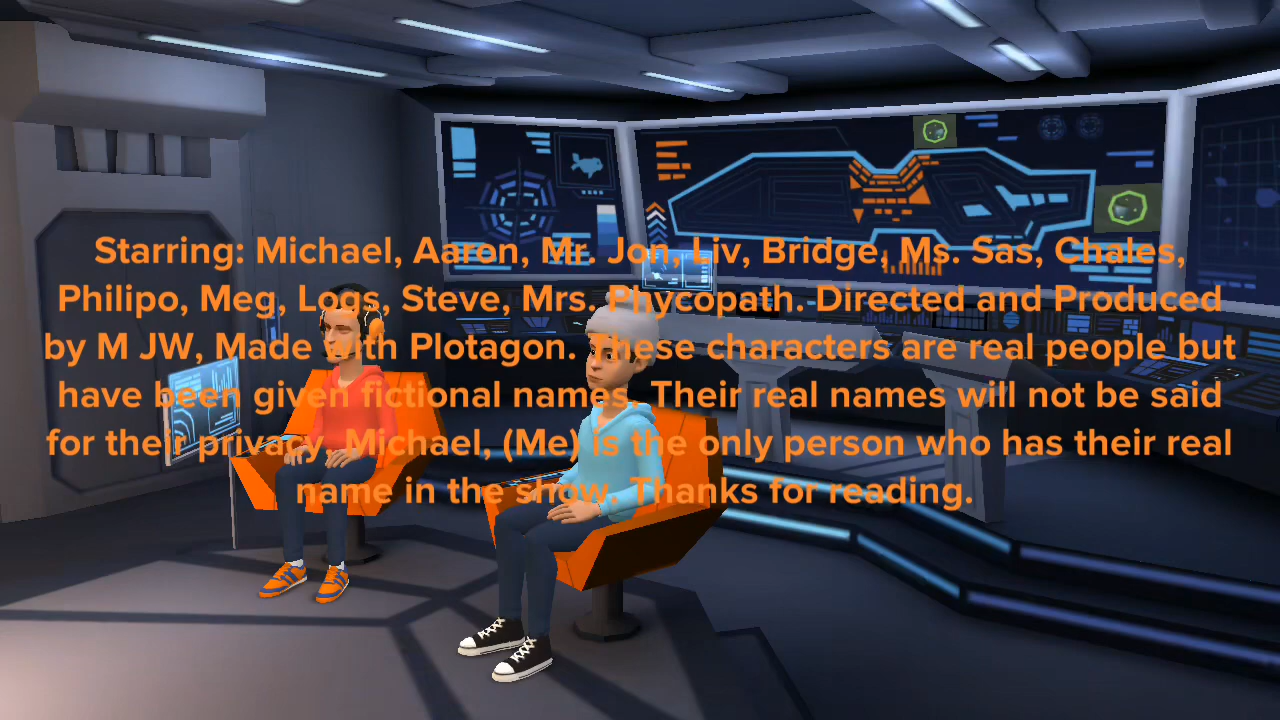 Starring: Michael, Aaron, Mr. Jon, Liv, Bridge, Ms. Sas, Chales,
Philipo, Meg, Logs, Steve, Mrs. Phycopath. Directed and Produced
by M JW, Made with Plotagon. These characters are real people but
have been given fictional names. Their real names will not be said
for their privacy. Michael, (Me) is the only person who has their real
name in the show. Thanks for reading.